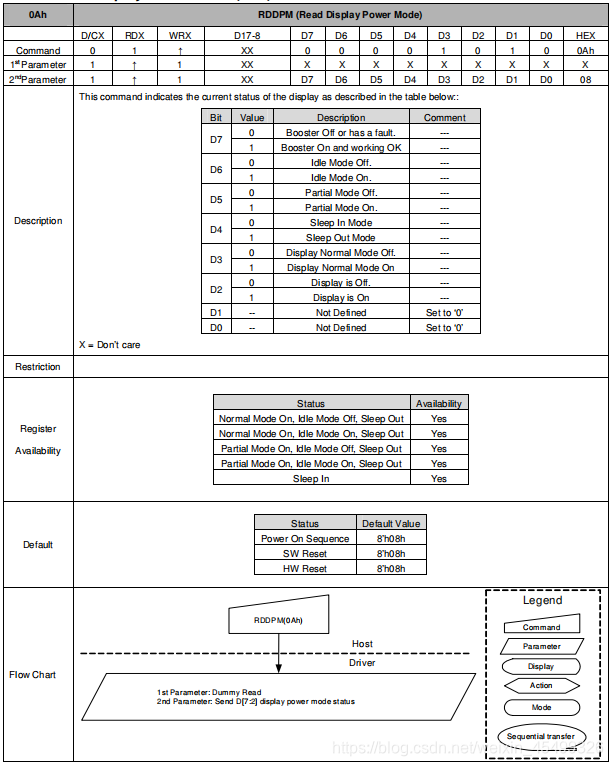 0Ah RDDPM (Read Display Power Mode)
D/CX RDX WRX D17-8 D7 D6 D5 D4 D3 D2 D1 D0 HEX
Command 0 1 ↑ XX 0 0 0 0 1 0 1 0 0Ah
1st Parameter 1 ↑ 1 XX X X X X X X X X X
2nd Parameter 1 ↑ 1 XX D7 D6 D5 D4 D3 D2 D1 D0 08
Description
This command indicates the current status of the display as described in the table below::
Bit Value Description Comment
D7 0 Booster Off or has a fault. ---
1 Booster On and working OK ---
D6 0 Idle Mode Off. ---
1 Idle Mode On. ---
D5 0 Partial Mode Off. ---
1 Partial Mode On. ---
D4 0 Sleep In Mode ---
1 Sleep Out Mode ---
D3 0 Display Normal Mode Off. ---
1 Display Normal Mode On ---
D2 0 Display is Off. ---
1 Display is On ---
D1 -- Not Defined Set to '0'
D0 -- Not Defined Set to '0'
X = Don't care
Restriction
Register
Availability
Status Availability
Normal Mode On, Idle Mode Off, Sleep Out Yes
Normal Mode On, Idle Mode On, Sleep Out Yes
Partial Mode On, Idle Mode Off, Sleep Out Yes
Partial Mode On, Idle Mode On, Sleep Out Yes
Sleep In Yes
Default
Status Default Value
Power On Sequence 8'h08h
SW Reset 8'h08h
HW Reset 8'h08h
Flow Chart
RDDPM(0Ah)
Host
Driver
1st Parameter: Dummy Read
2nd Parameter: Send D[7:2] display power mode status
Legend
Command
Parameter
Display
Action
Mode
Sequential transfer